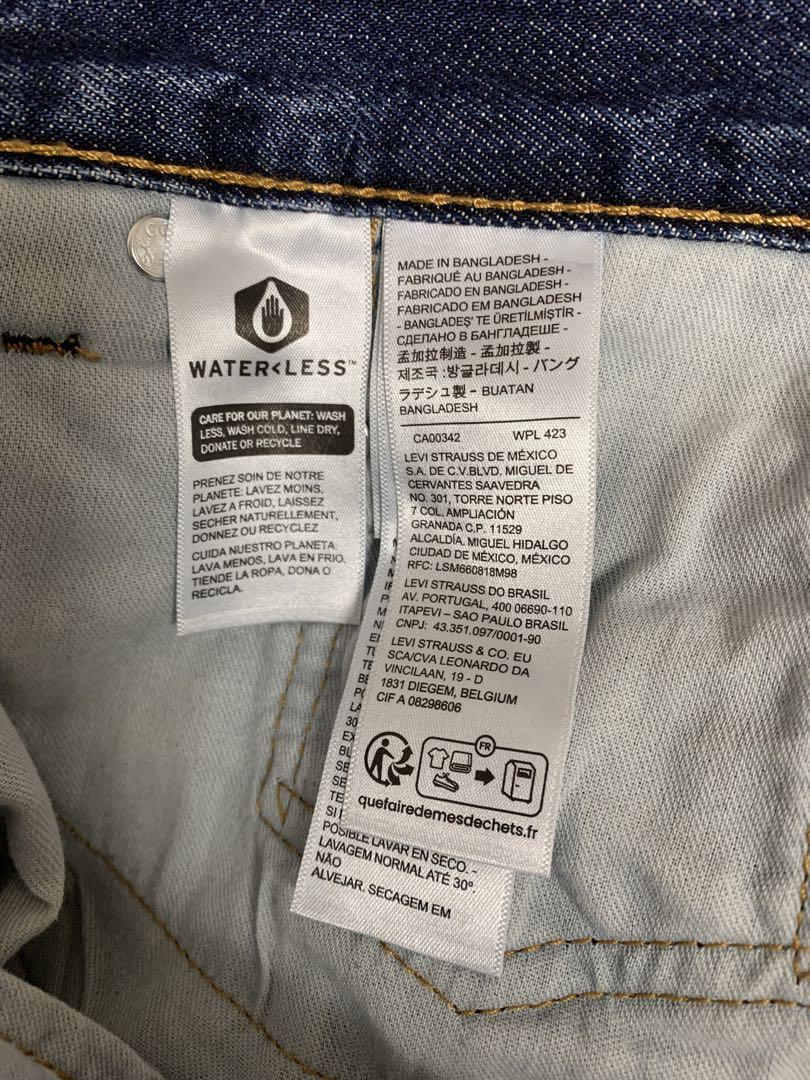 WATER<LESS™
CARE FOR OUR PLANET: WASH
LESS, WASH COLD, LINE DRY,
DONATE OR RECYCLE
PRENEZ SOIN DE NOTRE
PLANETE: LAVEZ MOINS,
LAVEZ A FROID, LAISSEZ
SECHER NATURELLEMENT,
DONNEZ OU RECYCLEZ
CUIDA NUESTRO PLANETA.
LAVA MENOS, LAVA EN FRIO,
TIENDE LA ROPA, DONA O
RECICLA.
MADE IN BANGLADESH -
FABRIQUÉ AU BANGLADESH -
FABRICADO EN BANGLADESH -
FABRICADO EM BANGLADESH
- BANGLADEŞ' TE ÜRETİLMİŞTİR -
СДЕЛАНО В БАНГЛАДЕШЕ -
孟加拉制造 - 孟加拉製 -
제조국 :방글라데시 - バング
ラデシュ製 - BUATAN
BANGLADESH
CA00342 WPL 423
LEVI STRAUSS DE MÉXICO
S.A. DE C.V.BLVD. MIGUEL DE
CERVANTES SAAVEDRA
NO. 301, TORRE NORTE PISO
7 COL. AMPLIACIÓN
GRANADA C.P. 11529
ALCALDÍA. MIGUEL HIDALGO
CIUDAD DE MÉXICO, MÉXICO
RFC: LSM660818M98
LEVI STRAUSS DO BRASIL
AV. PORTUGAL, 400 06690-110
ITAPEVI – SAO PAULO BRASIL
CNPJ: 43.351.097/0001-90
LEVI STRAUSS & CO. EU
SCA/CVA LEONARDO DA
VINCILAAN, 19 - D
1831 DIEGEM, BELGIUM
CIF A 08298606
FR
quefairedemesdechets.fr
POSIBLE LAVAR EN SECO. -
LAVAGEM NORMAL ATÉ 30º.
NÃO
ALVEJAR. SECAGEM EM